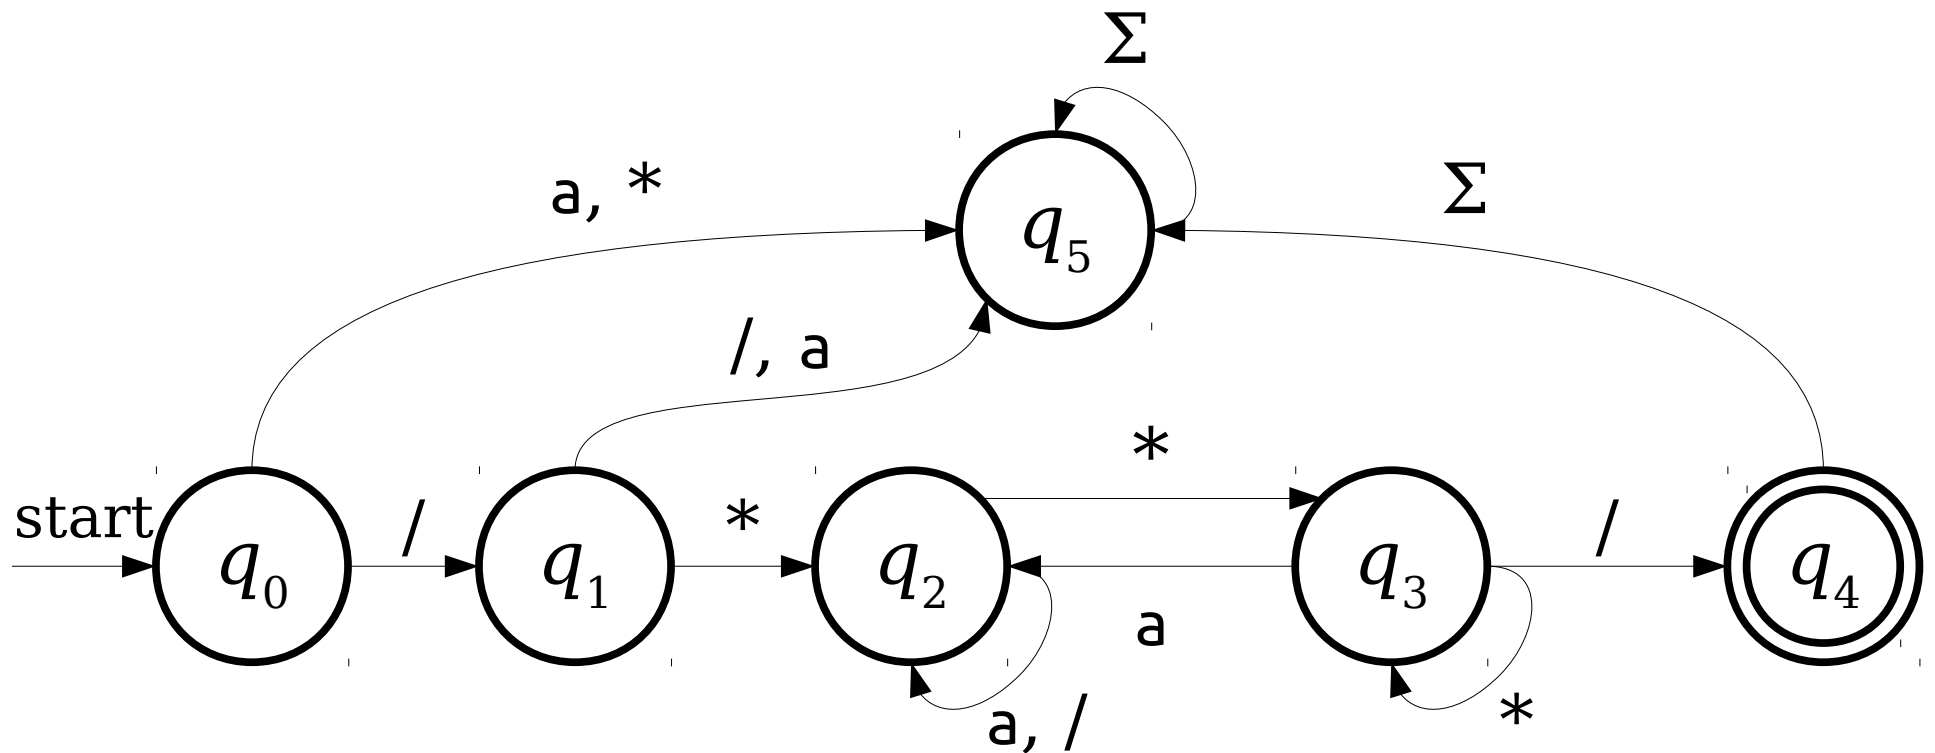 Σ
a, *
Σ
q5
/, a
*
start
/
*
/
q0
q1
q2
q3
q4
a
a, /
*